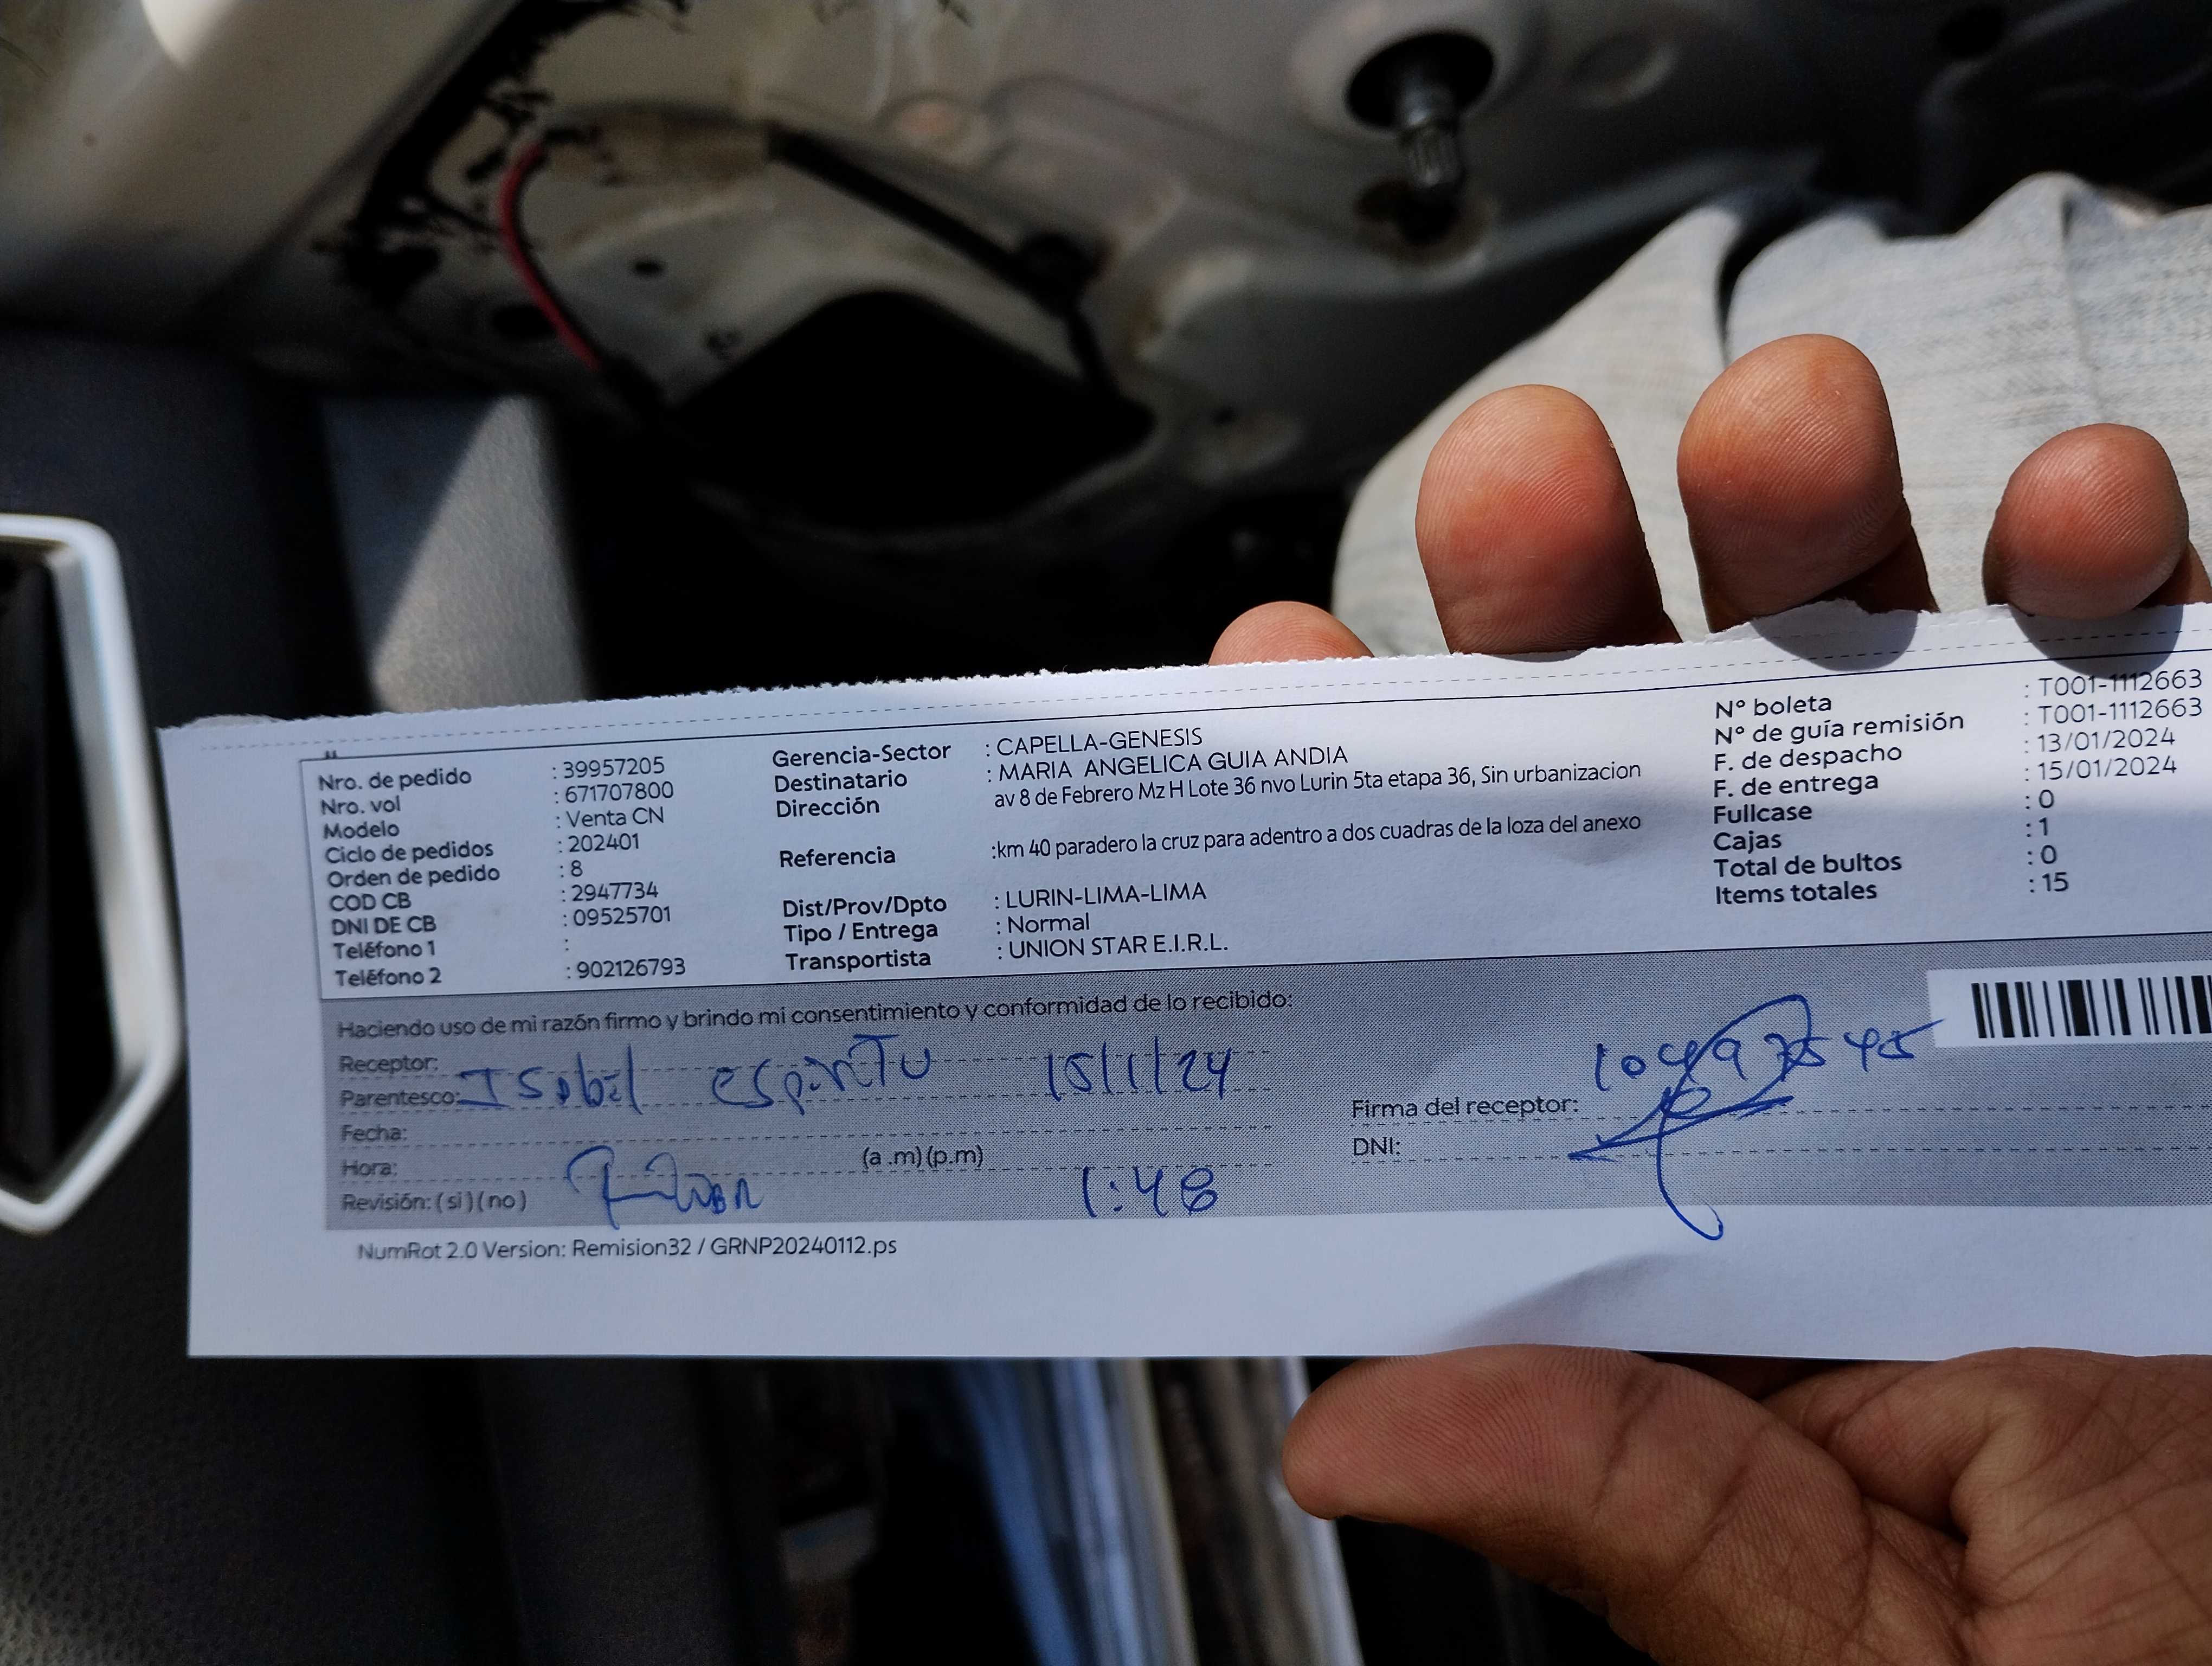 Nro. de pedido : 39957205
Nro. vol : 671707800
Modelo : Venta CN
Ciclo de pedidos : 202401
Orden de pedido : 8
COD CB : 2947734
DNI DE CB : 09525701
Teléfono 1 :
Teléfono 2 : 902126793
Gerencia-Sector : CAPELLA-GENESIS
Destinatario : MARIA ANGELICA GUIA ANDIA
Dirección av 8 de Febrero Mz H Lote 36 nvo Lurin 5ta etapa 36, Sin urbanizacion
Referencia :km 40 paradero la cruz para adentro a dos cuadras de la loza del anexo
Dist/Prov/Dpto : LURIN-LIMA-LIMA
Tipo / Entrega : Normal
Transportista : UNION STAR E.I.R.L.
N° boleta : T001-1112663
N° de guía remisión : T001-1112663
F. de despacho : 13/01/2024
F. de entrega : 15/01/2024
Fullcase : 0
Cajas : 1
Total de bultos : 0
Items totales : 15
Haciendo uso de mi razón firmo y brindo mi consentimiento y conformidad de lo recibido:
Receptor:
Parentesco: Isabel Espiritu 15/1/24
Fecha:
Hora: (a .m) (p.m)
Revisión: ( si ) ( no ) 1:48
Firma del receptor:
DNI:
NumRot 2.0 Version: Remision32 / GRNP20240112.ps